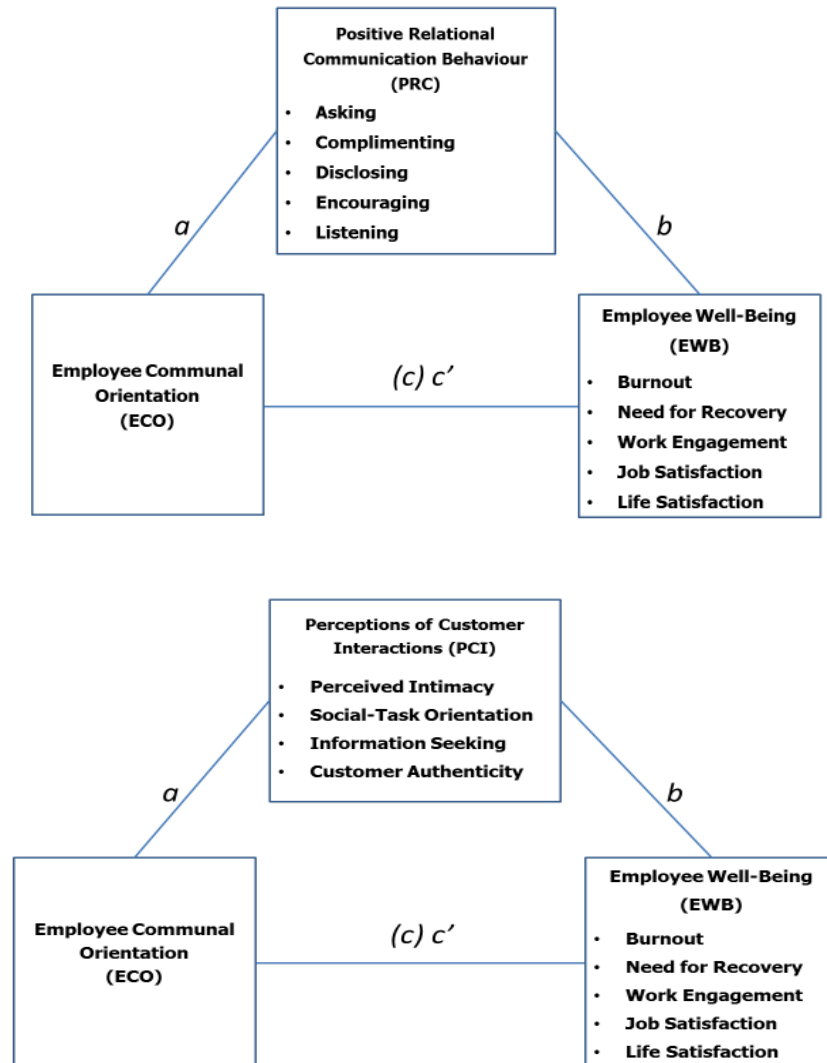 Positive Relational
Communication Behaviour
(PRC)
• Asking
• Complimenting
• Disclosing
• Encouraging
• Listening
a
b
Employee Communal
Orientation
(ECO)
(c) c’
Employee Well-Being
(EWB)
• Burnout
• Need for Recovery
• Work Engagement
• Job Satisfaction
• Life Satisfaction
Perceptions of Customer
Interactions (PCI)
• Perceived Intimacy
• Social-Task Orientation
• Information Seeking
• Customer Authenticity
a
b
Employee Communal
Orientation
(ECO)
(c) c’
Employee Well-Being
(EWB)
• Burnout
• Need for Recovery
• Work Engagement
• Job Satisfaction
• Life Satisfaction